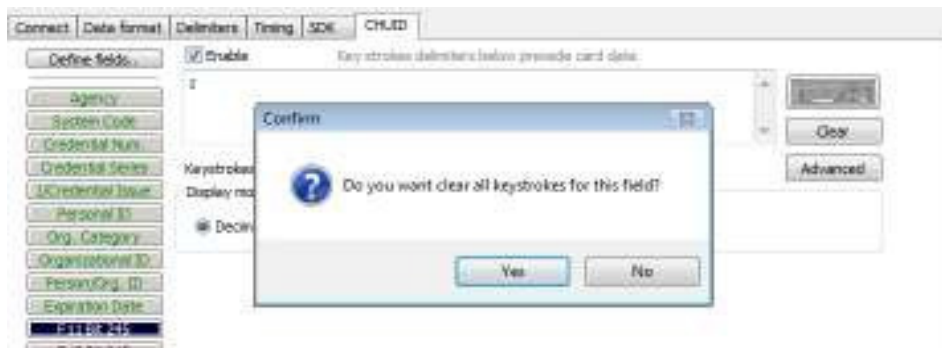 Connect Data format Delimiters Timing SDK CHUID
Define fields...
Enable
Key strokes delimiters below precede card data.
Agency
System Code
Credential Num.
Credential Series
Credential Issue
Personal ID
Org. Category
Organizational ID
Person/Org. ID
Expiration Date
Clear
Advanced
Keystrokes
Display mo
Decim
Confirm
Do you want clear all keystrokes for this field?
Yes No